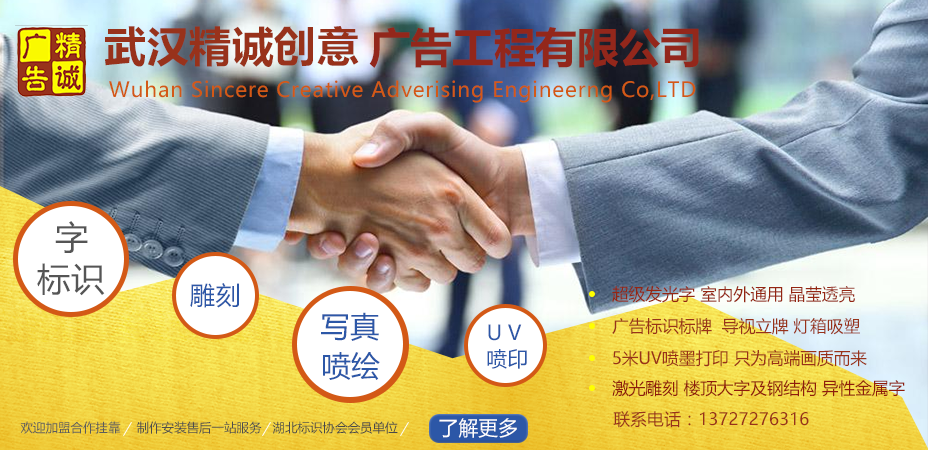 广告
精诚
武汉精诚创意 广告工程有限公司
Wuhan Sincere Creative Adverising Engineerng Co,LTD
字
标识
雕刻
写真
喷绘
UV
喷印
超级发光字 室内外通用 晶莹透亮
广告标识标牌 导视立牌 灯箱吸塑
5米UV喷墨打印 只为高端画质而来
激光雕刻 楼顶大字及钢结构 异性金属字
联系电话：13727276316
欢迎加盟合作挂靠 / 制作安装售后一站服务 / 湖北标识协会会员单位 /
了解更多